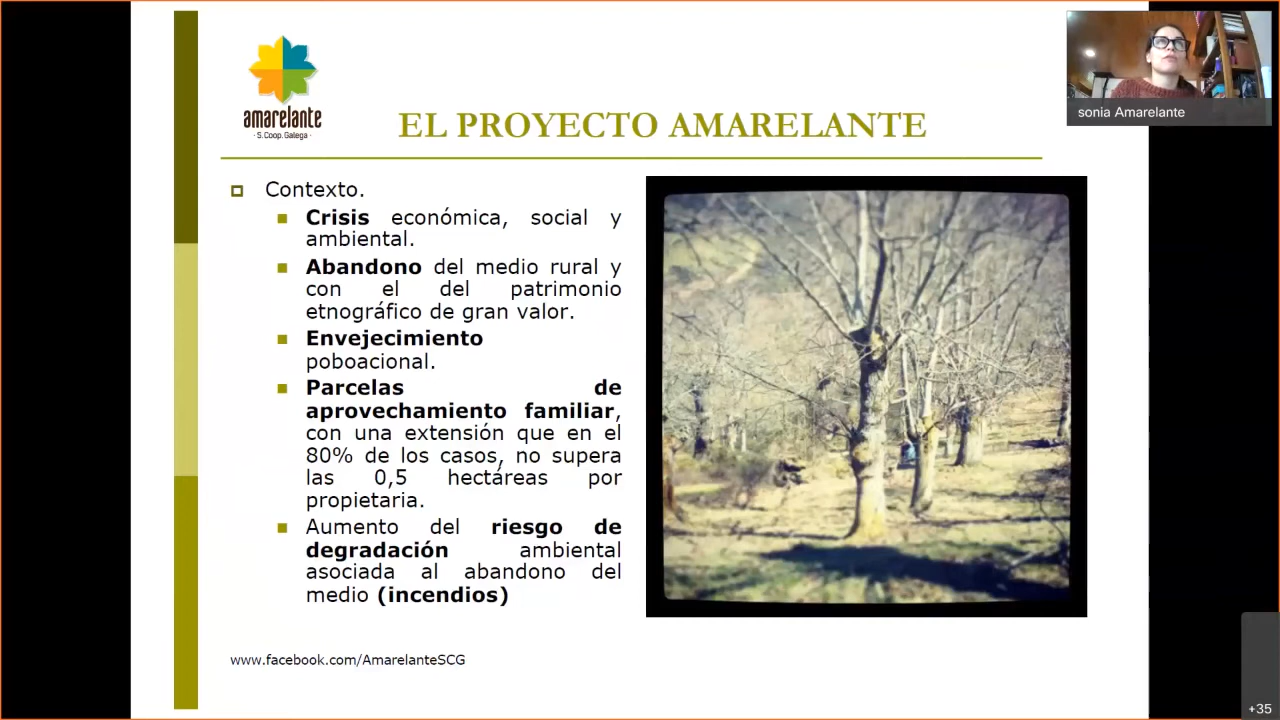 amarelante
· S.Coop.Galega ·
EL PROYECTO AMARELANTE
sonia Amarelante
Contexto.
Crisis económica, social y
ambiental.
Abandono del medio rural y
con el del patrimonio
etnográfico de gran valor.
Envejecimiento
poboacional.
Parcelas de
aprovechamiento familiar,
con una extensión que en el
80% de los casos, no supera
las 0,5 hectáreas por
propietaria.
Aumento del riesgo de
degradación ambiental
asociada al abandono del
medio (incendios)
www.facebook.com/AmarelanteSCG
+35